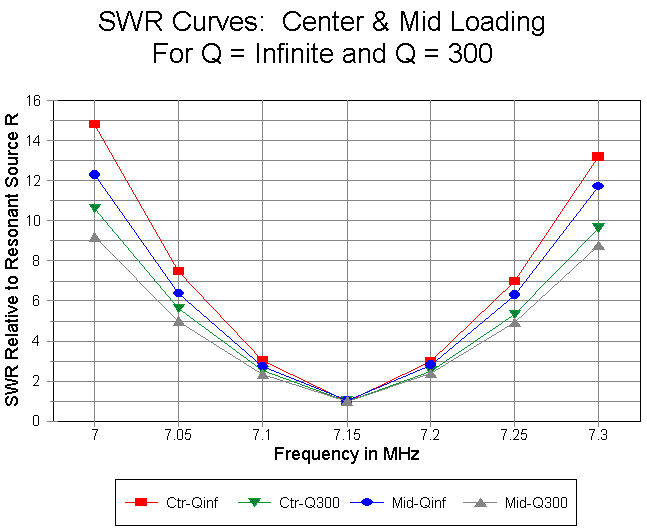 SWR Curves:  Center & Mid Loading
For Q = Infinite and Q = 300
SWR Relative to Resonant Source R
16
14
12
10
8
6
4
2
0
7 7.05 7.1 7.15 7.2 7.25 7.3
Frequency in MHz
Ctr-Qinf Ctr-Q300 Mid-Qinf Mid-Q300